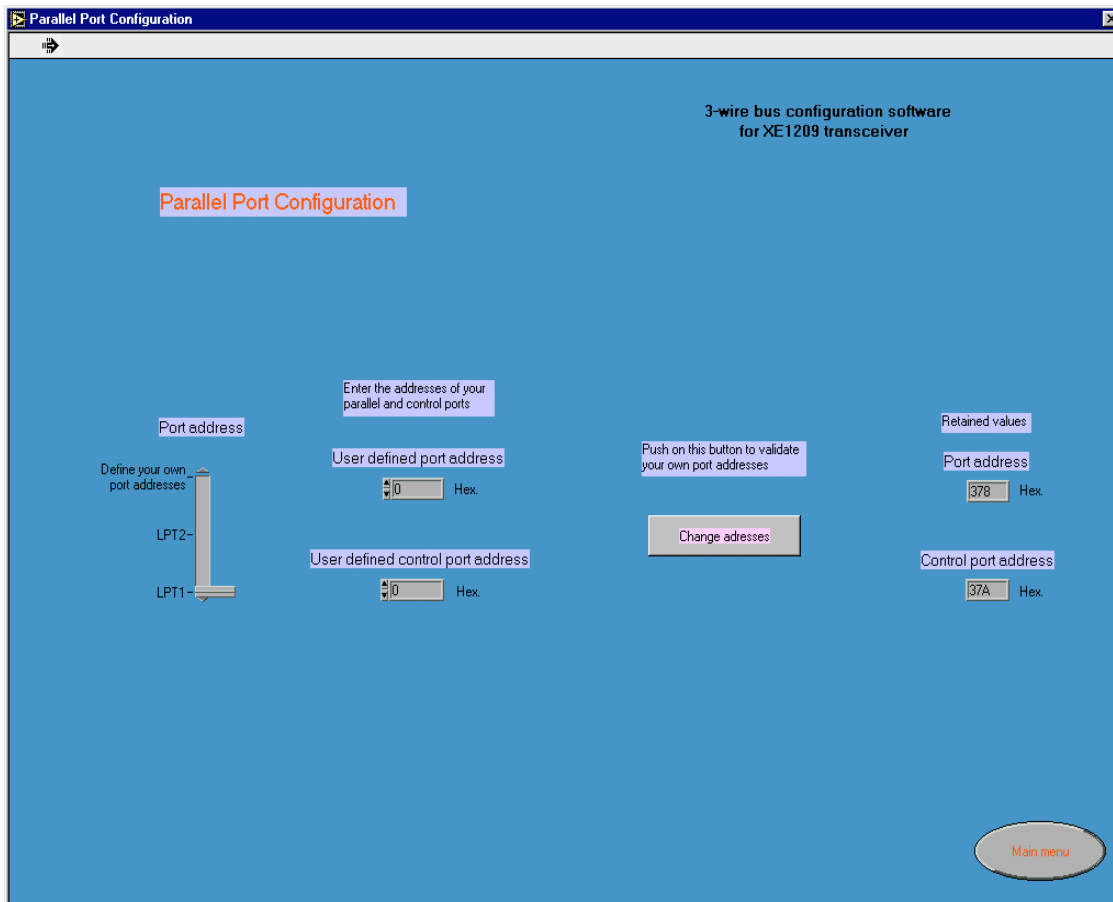 Parallel Port Configuration
3-wire bus configuration software
for XE1209 transceiver
Parallel Port Configuration
Port address
Define your own
port addresses
LPT2
LPT1
Enter the addresses of your
parallel and control ports
User defined port address
0 Hex.
User defined control port address
0 Hex.
Push on this button to validate
your own port addresses
Change adresses
Retained values
Port address
378 Hex.
Control port address
37A Hex.
Main menu